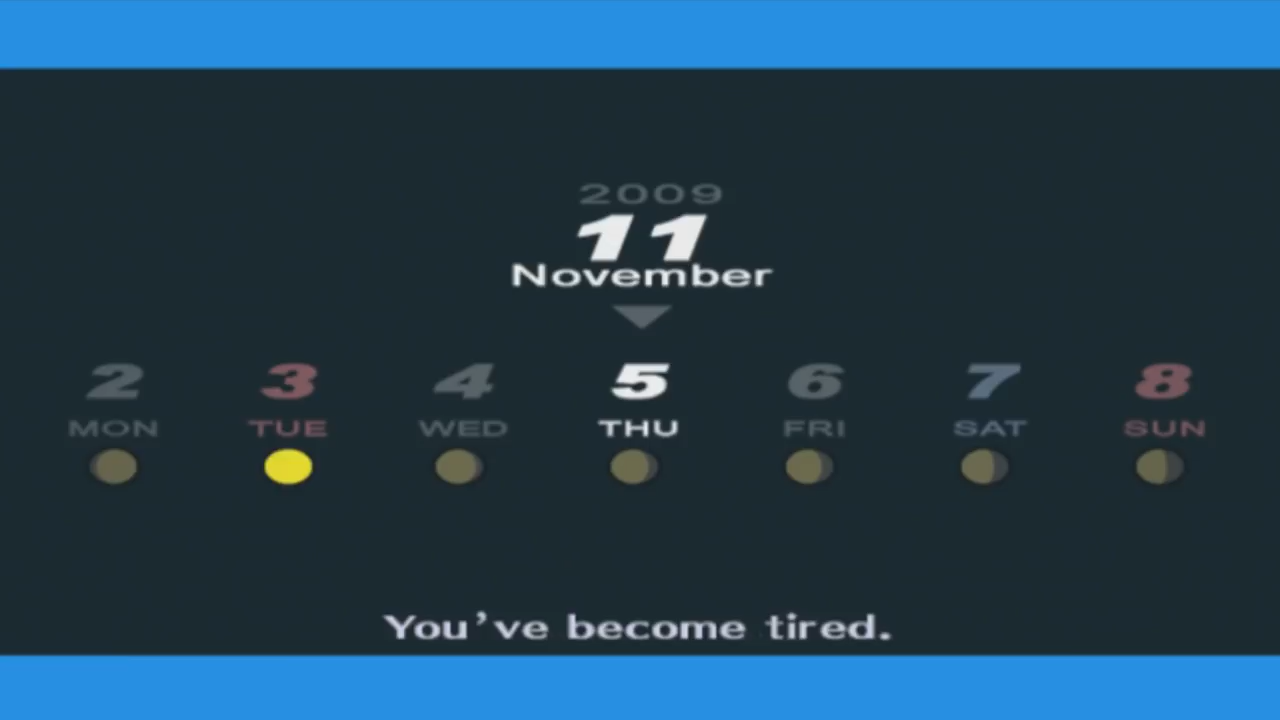 2009
11
November
2 3 4 5 6 7 8
MON TUE WED THU FRI SAT SUN
You've become tired.